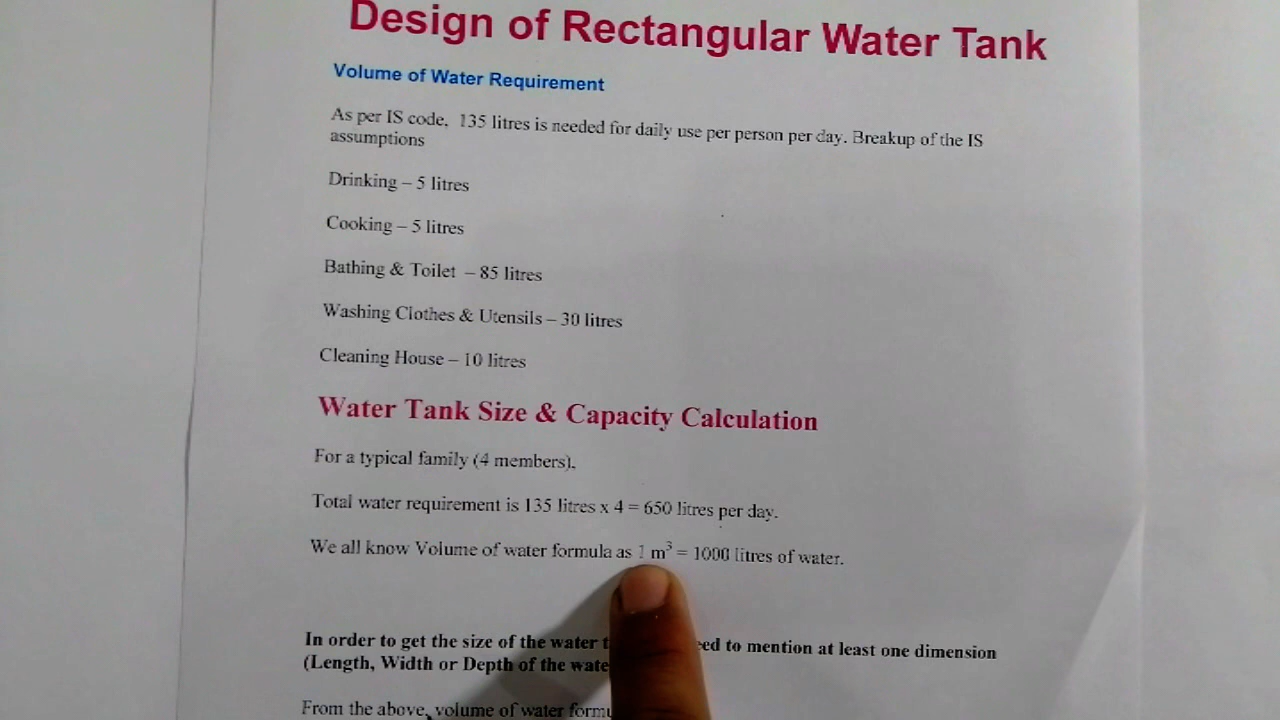 Design of Rectangular Water Tank
Volume of Water Requirement
As per IS code, 135 litres is needed for daily use per person per day. Breakup of the IS
assumptions
Drinking – 5 litres
Cooking – 5 litres
Bathing & Toilet – 85 litres
Washing Clothes & Utensils – 30 litres
Cleaning House – 10 litres
Water Tank Size & Capacity Calculation
For a typical family (4 members).
Total water requirement is 135 litres x 4 = 650 litres per day.
We all know Volume of water formula as 1 m³ = 1000 litres of water.
In order to get the size of the water to mention at least one dimension
(Length, Width or Depth of the
From the above, volume of water